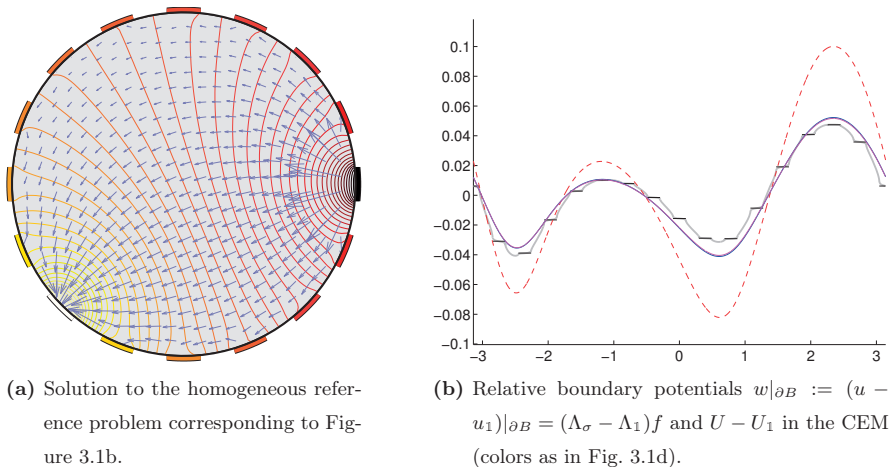 0.1
0.08
0.06
0.04
0.02
0
−0.02
−0.04
−0.06
−0.08
−0.1
−3 −2 −1 0 1 2 3
(a) Solution to the homogeneous refer-
ence problem corresponding to Fig-
ure 3.1b.
(b) Relative boundary potentials w|∂B := (u −
u𝟙)|∂B = (Λσ − Λ𝟙)f and U − U𝟙 in the CEM
(colors as in Fig. 3.1d).